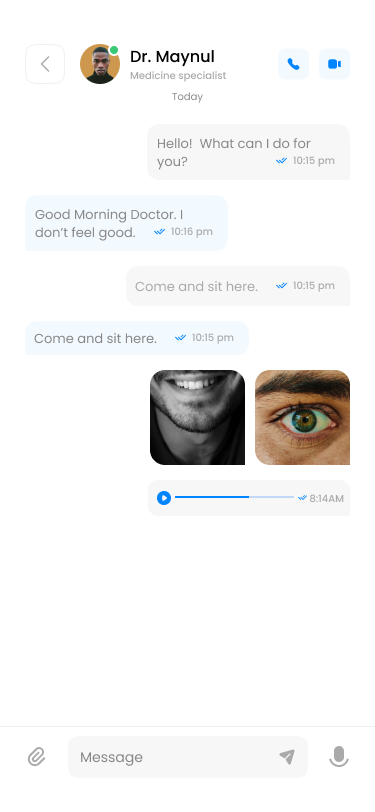 Dr. Maynul
Medicine specialist
Today
Hello!  What can I do for
you? 10:15 pm
Good Morning Doctor. I
don’t feel good. 10:16 pm
Come and sit here. 10:15 pm
Come and sit here. 10:15 pm
8:14AM
Message